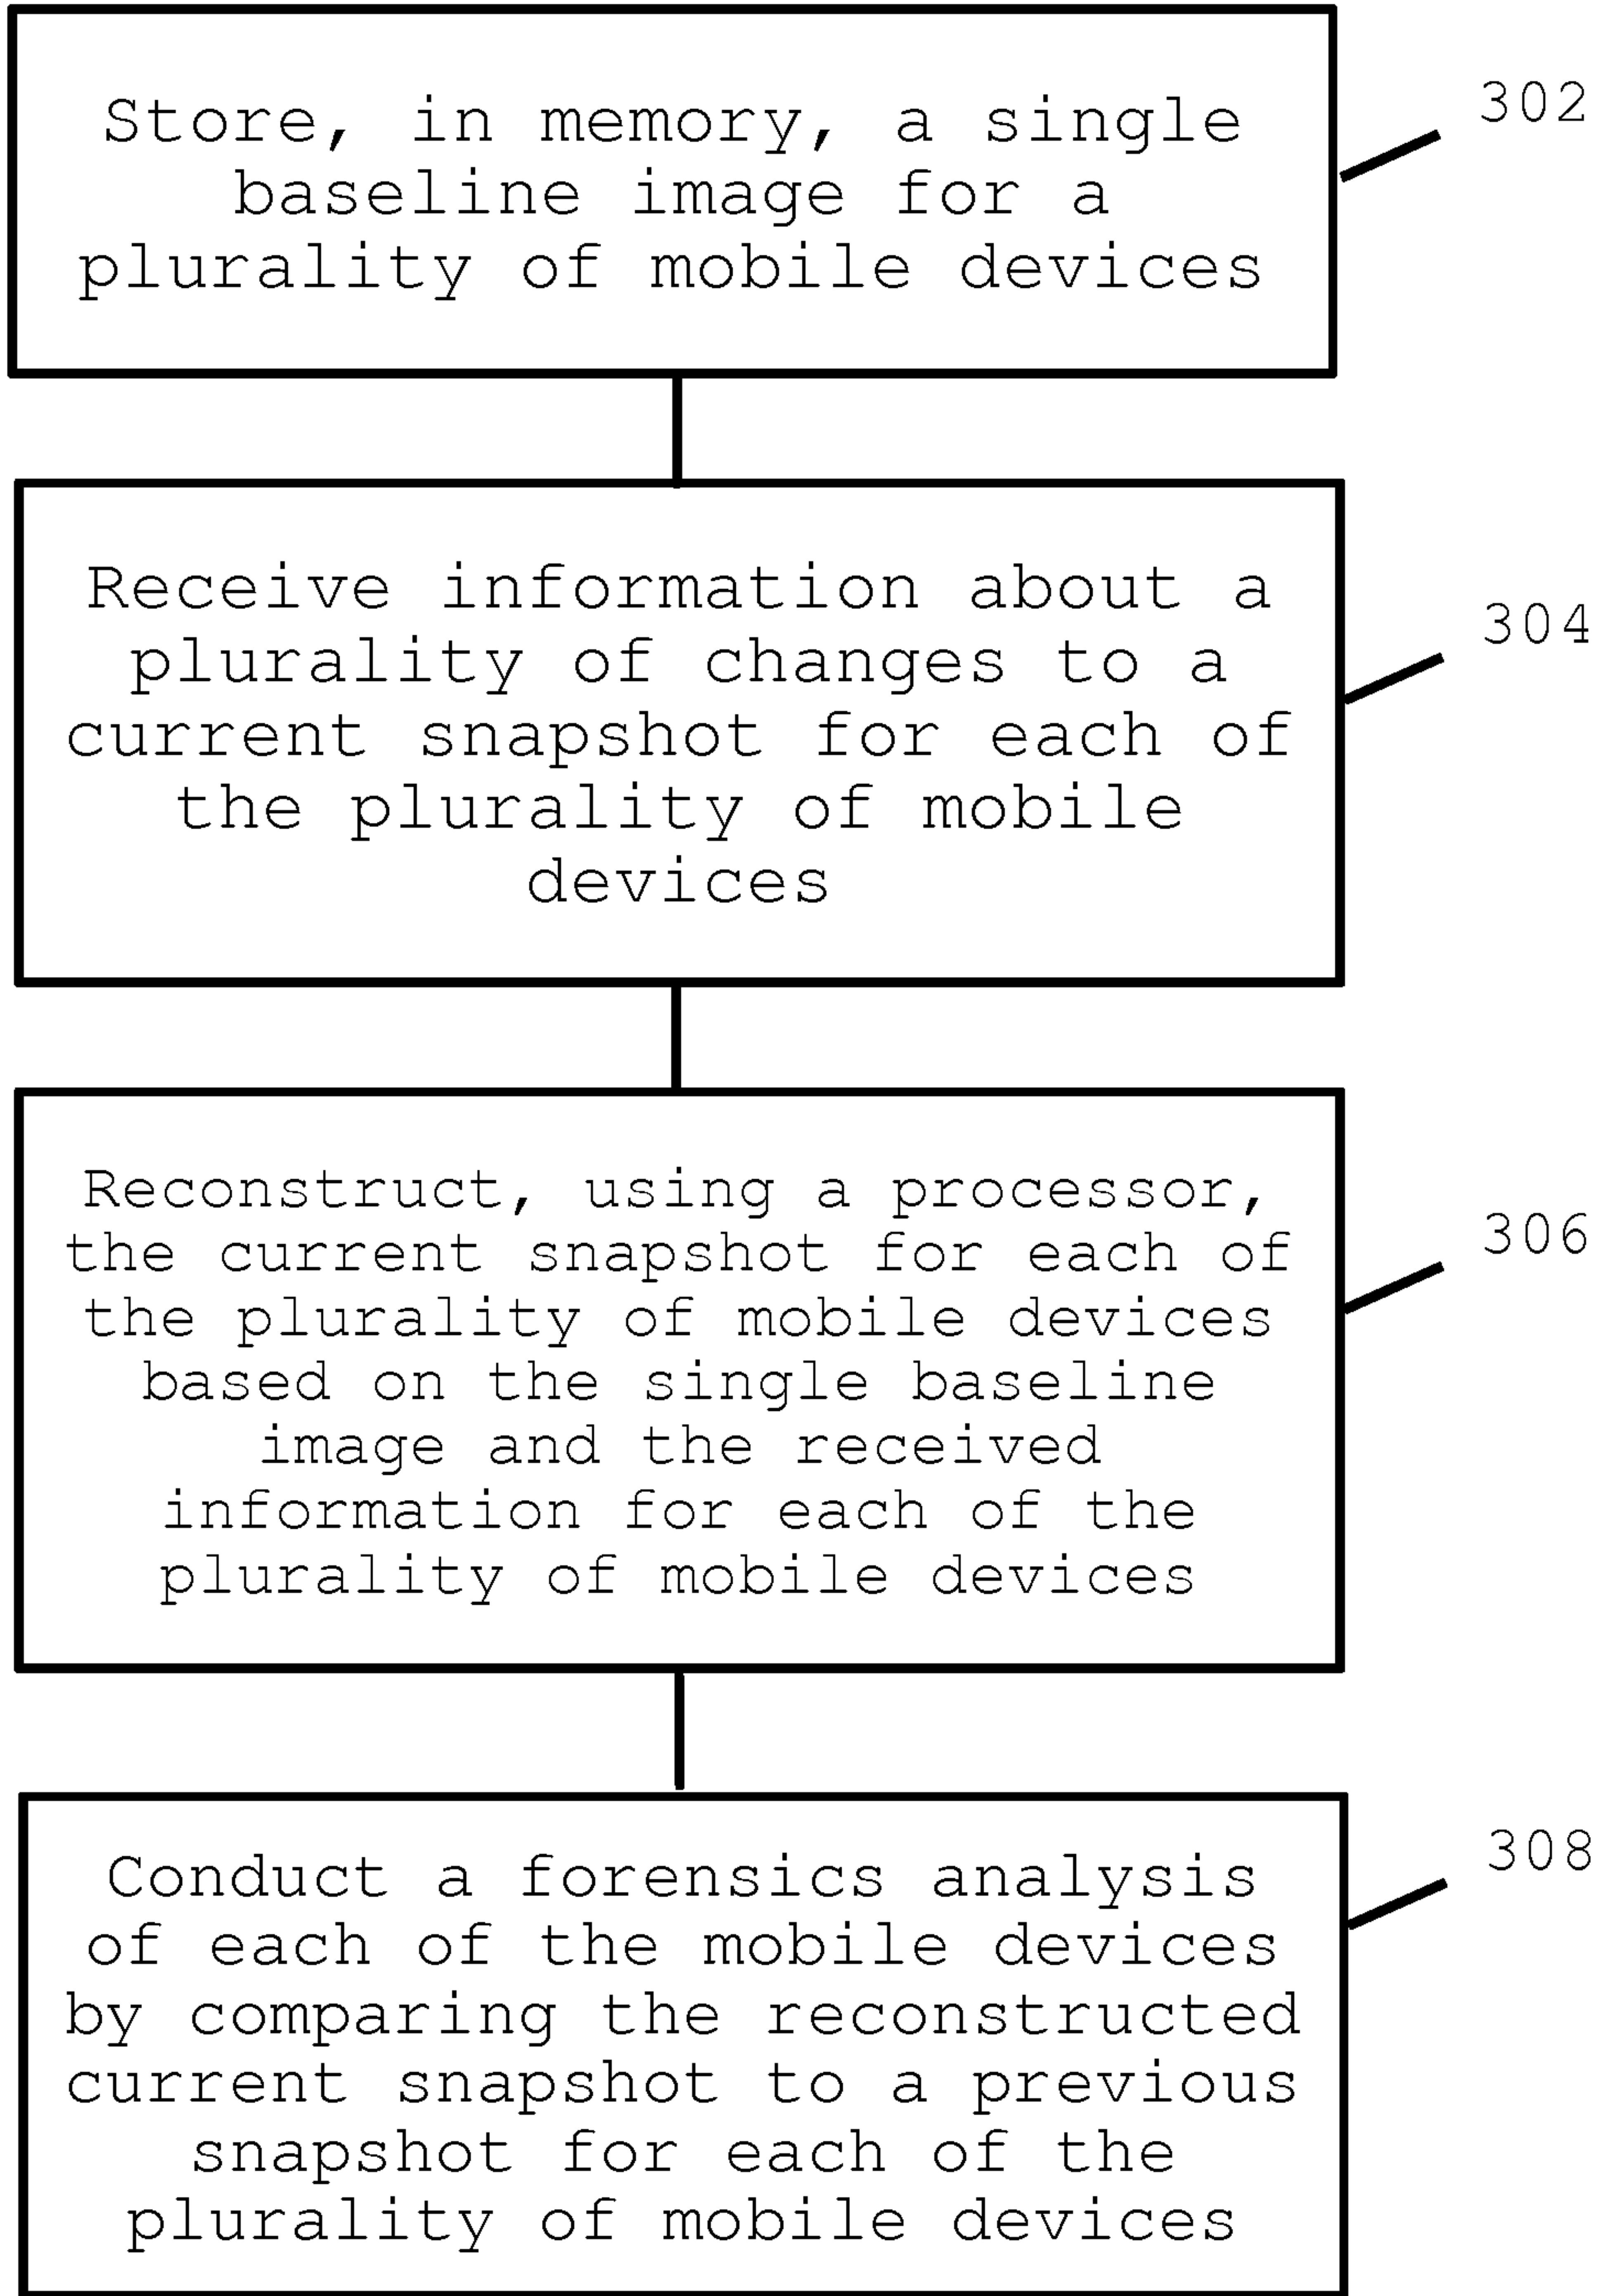 Store, in memory, a single
baseline image for a
plurality of mobile devices
302
Receive information about a
plurality of changes to a
current snapshot for each of
the plurality of mobile
devices
304
Reconstruct, using a processor,
the current snapshot for each of
the plurality of mobile devices
based on the single baseline
image and the received
information for each of the
plurality of mobile devices
306
Conduct a forensics analysis
of each of the mobile devices
by comparing the reconstructed
current snapshot to a previous
snapshot for each of the
plurality of mobile devices
308